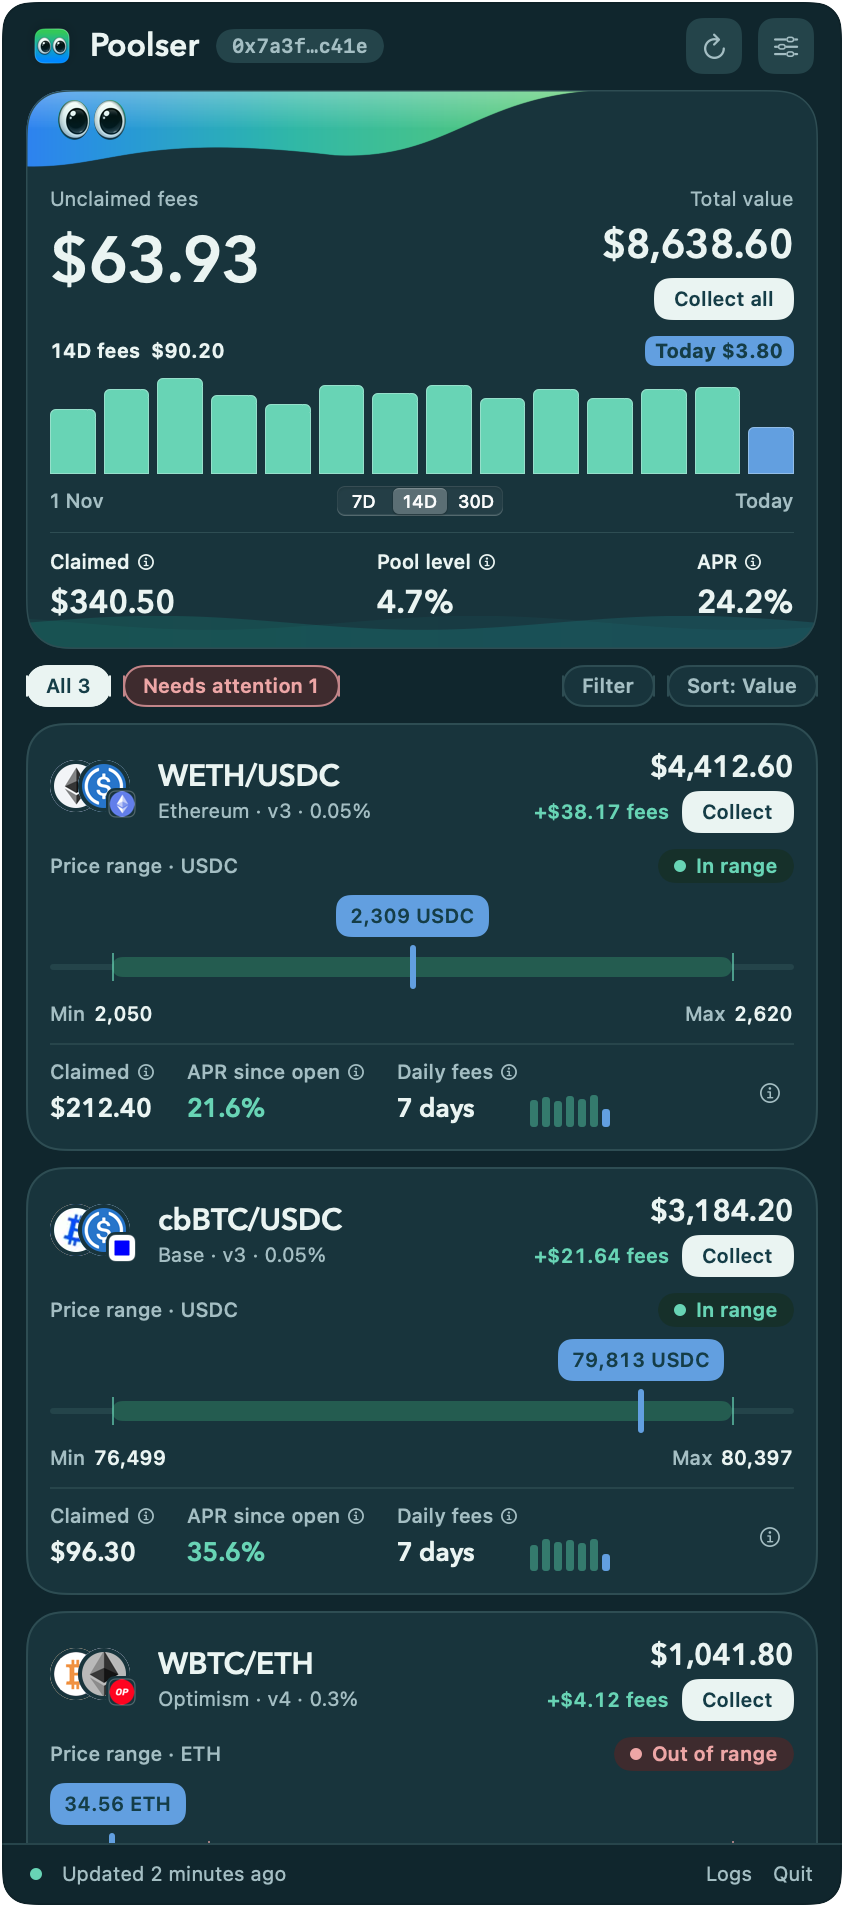 Poolser 0x7a3f…c41e
Unclaimed fees Total value
$63.93 $8,638.60
Collect all
14D fees $90.20 Today $3.80
1 Nov 7D 14D 30D Today
Claimed Pool level APR
$340.50 4.7% 24.2%
All 3 Needs attention 1 Filter Sort: Value
WETH/USDC $4,412.60
Ethereum · v3 · 0.05% +$38.17 fees Collect
Price range · USDC In range
2,309 USDC
Min 2,050 Max 2,620
Claimed APR since open Daily fees
$212.40 21.6% 7 days
cbBTC/USDC $3,184.20
Base · v3 · 0.05% +$21.64 fees Collect
Price range · USDC In range
79,813 USDC
Min 76,499 Max 80,397
Claimed APR since open Daily fees
$96.30 35.6% 7 days
WBTC/ETH $1,041.80
OP
Optimism · v4 · 0.3% +$4.12 fees Collect
Price range · ETH Out of range
34.56 ETH
Updated 2 minutes ago Logs Quit